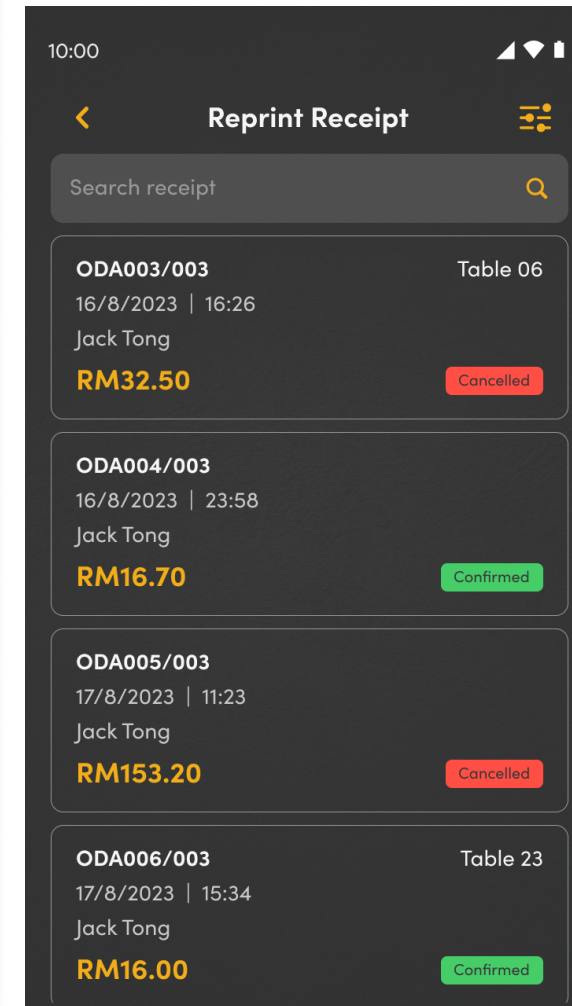 10:00
Reprint Receipt
Search receipt
ODA003/003 Table 06
16/8/2023 | 16:26
Jack Tong
RM32.50 Cancelled
ODA004/003
16/8/2023 | 23:58
Jack Tong
RM16.70 Confirmed
ODA005/003
17/8/2023 | 11:23
Jack Tong
RM153.20 Cancelled
ODA006/003 Table 23
17/8/2023 | 15:34
Jack Tong
RM16.00 Confirmed